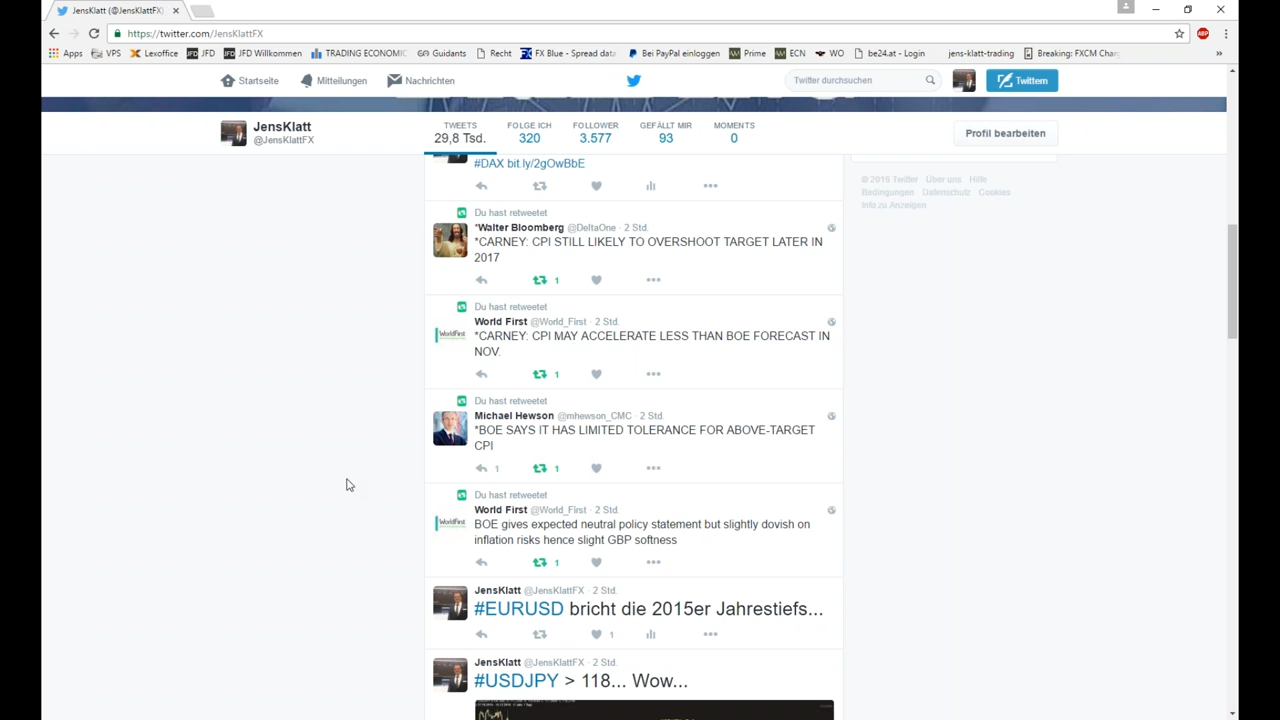 JensKlatt (@JensKlattFX)
https://twitter.com/JensKlattFX
Apps VPS Lexoffice JFD JFD Willkommen TRADING ECONOMIC Guidants Recht FX Blue - Spread data Bei PayPal einloggen Prime ECN WO be24.at - Login jens-klatt-trading Breaking: FXCM Chan »
Startseite Mitteilungen Nachrichten Twitter durchsuchen Twittern
JensKlatt
@JensKlattFX
TWEETS FOLGE ICH FOLLOWER GEFÄLLT MIR MOMENTS
29,8 Tsd. 320 3.577 93 0
Profil bearbeiten
#DAX bit.ly/2gOwBbE
© 2016 Twitter Über uns Hilfe
Bedingungen Datenschutz Cookies
Info zu Anzeigen
Du hast retweetet
*Walter Bloomberg @DeltaOne · 2 Std.
*CARNEY: CPI STILL LIKELY TO OVERSHOOT TARGET LATER IN
2017
1
Du hast retweetet
World First @World_First · 2 Std.
WorldFirst
*CARNEY: CPI MAY ACCELERATE LESS THAN BOE FORECAST IN
NOV.
1
Du hast retweetet
Michael Hewson @mhewson_CMC · 2 Std.
*BOE SAYS IT HAS LIMITED TOLERANCE FOR ABOVE-TARGET
CPI
1 1
Du hast retweetet
World First @World_First · 2 Std.
WorldFirst
BOE gives expected neutral policy statement but slightly dovish on
inflation risks hence slight GBP softness
1
JensKlatt @JensKlattFX · 2 Std.
#EURUSD bricht die 2015er Jahrestiefs...
1
JensKlatt @JensKlattFX · 2 Std.
#USDJPY > 118... Wow...